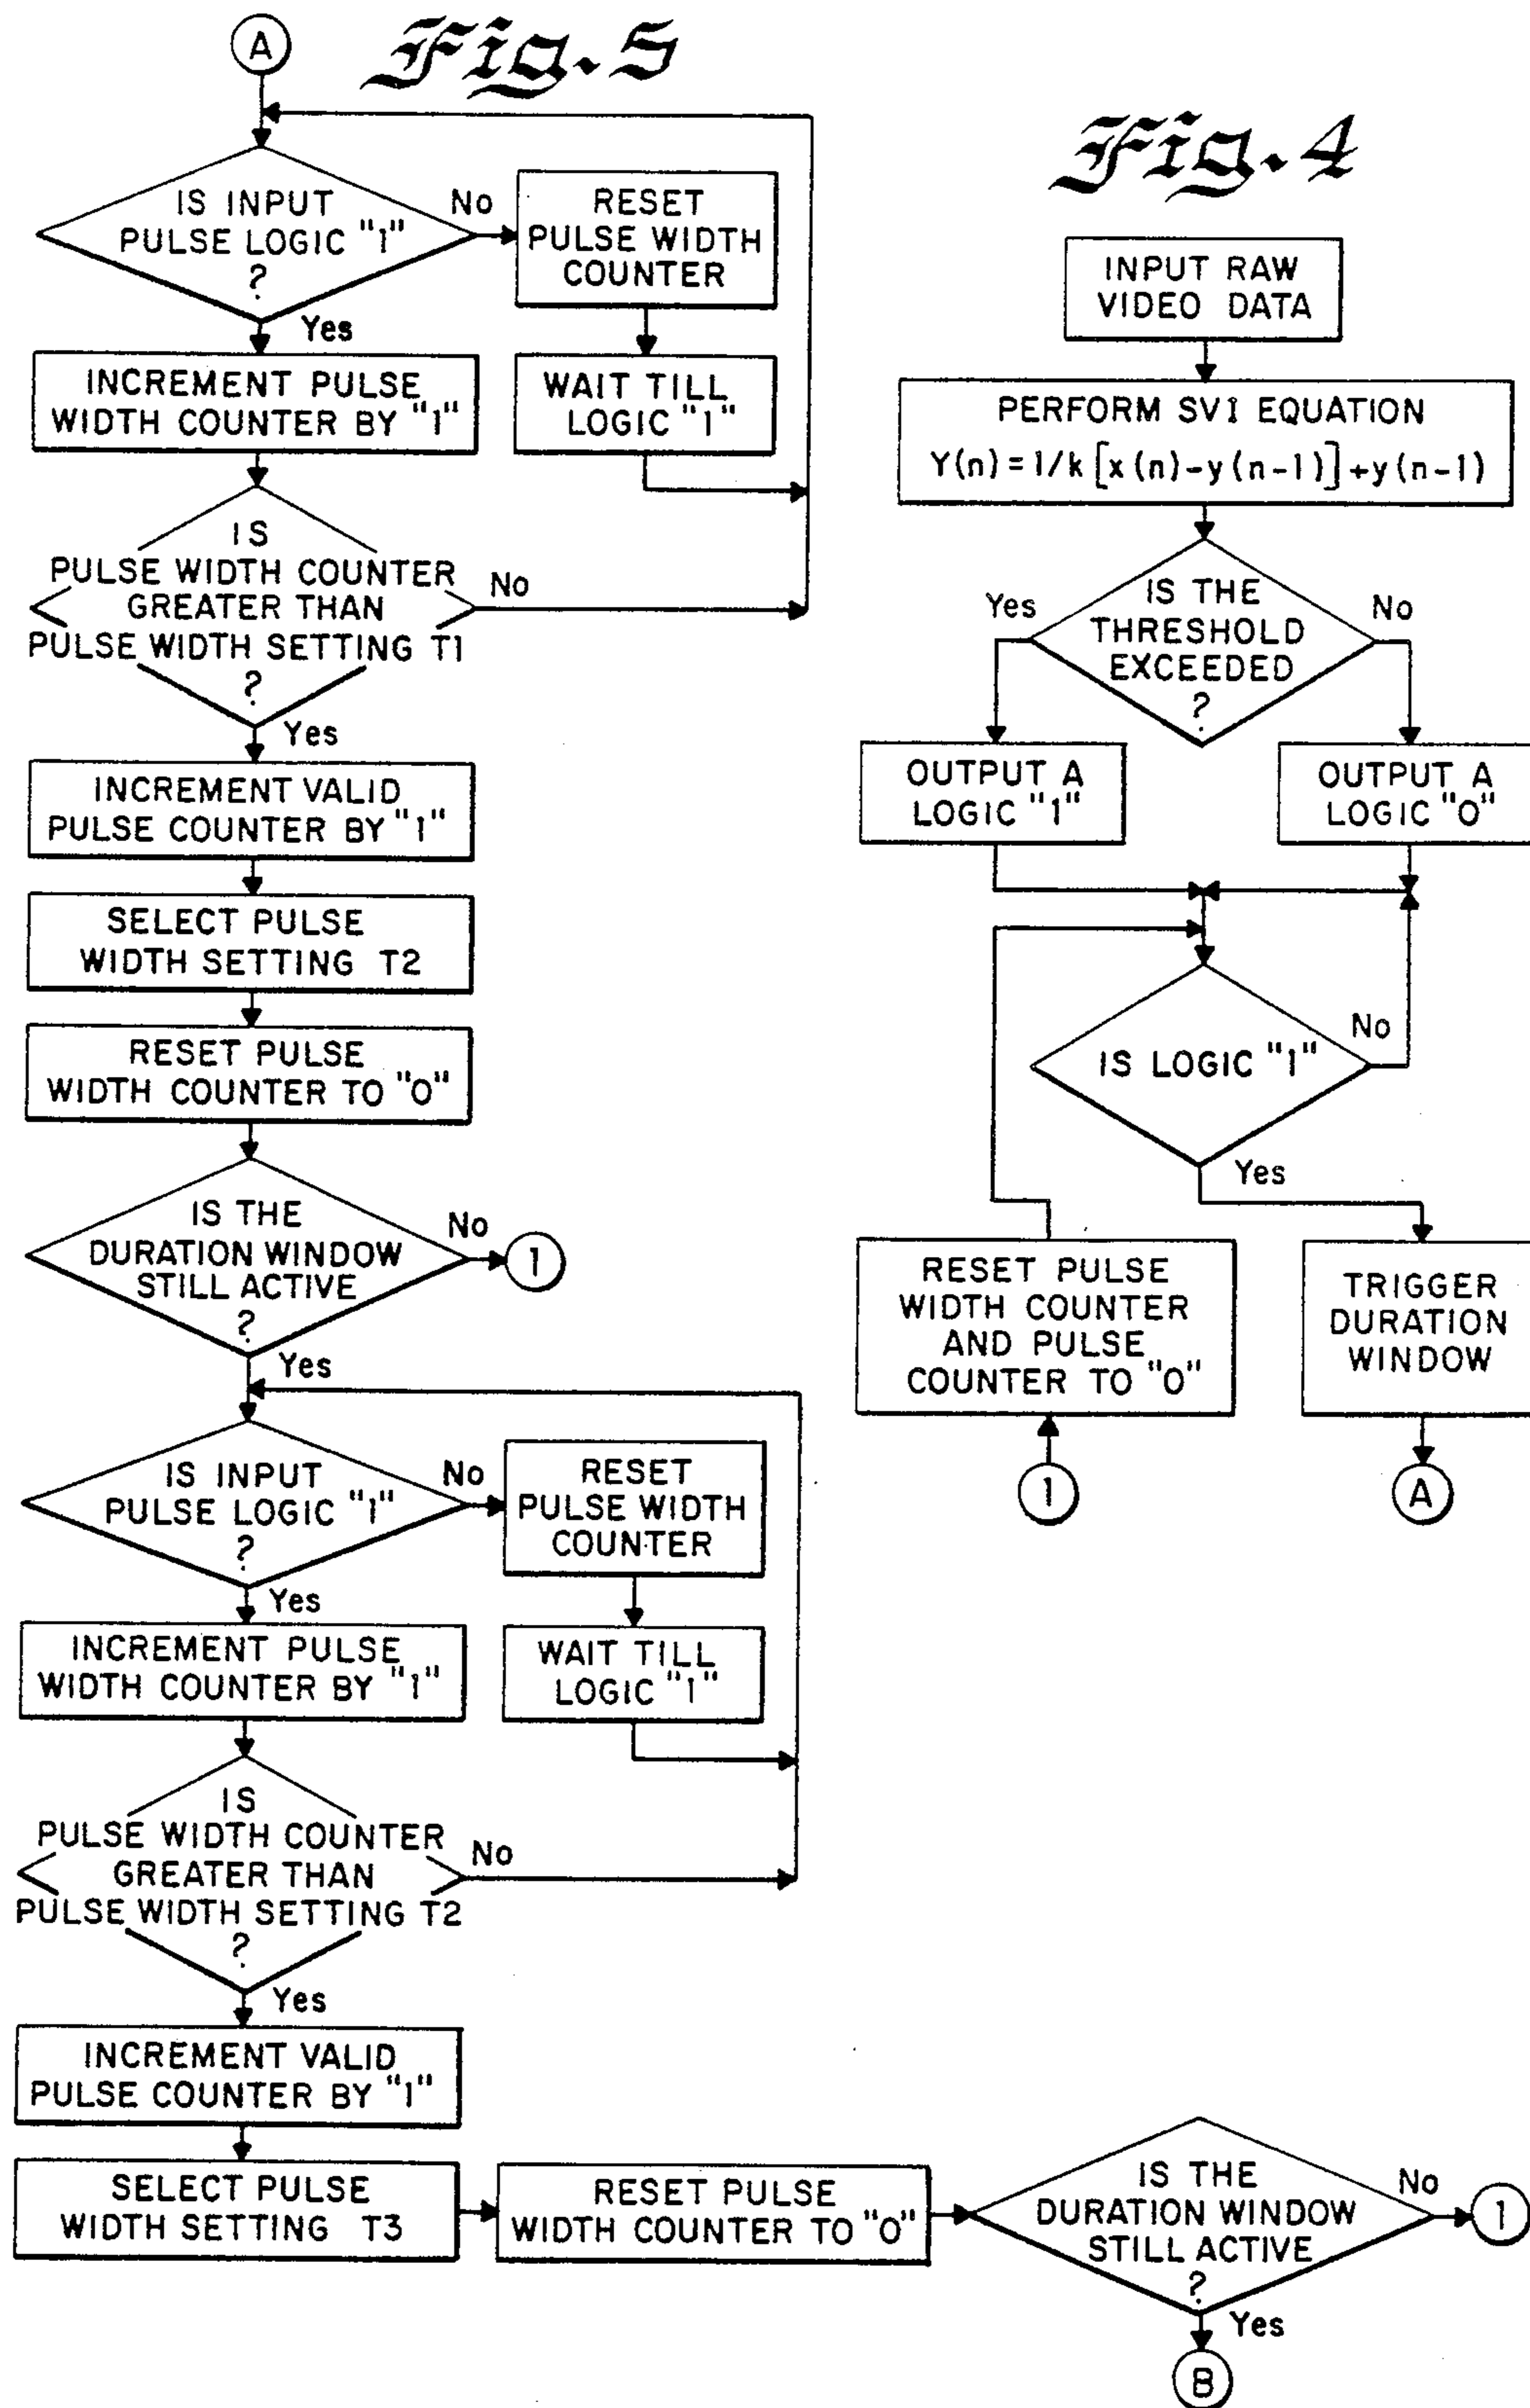 Fig. 5
A
IS INPUT
PULSE LOGIC "1"
?
No
Yes
RESET
PULSE WIDTH
COUNTER
WAIT TILL
LOGIC "1"
INCREMENT PULSE
WIDTH COUNTER BY "1"
IS
PULSE WIDTH COUNTER
GREATER THAN
PULSE WIDTH SETTING T1
?
No
Yes
INCREMENT VALID
PULSE COUNTER BY "1"
SELECT PULSE
WIDTH SETTING T2
RESET PULSE
WIDTH COUNTER TO "0"
IS THE
DURATION WINDOW
STILL ACTIVE
?
No
1
Yes
IS INPUT
PULSE LOGIC "1"
?
No
Yes
RESET
PULSE WIDTH
COUNTER
WAIT TILL
LOGIC "1"
INCREMENT PULSE
WIDTH COUNTER BY "1"
IS
PULSE WIDTH COUNTER
GREATER THAN
PULSE WIDTH SETTING T2
?
No
Yes
INCREMENT VALID
PULSE COUNTER BY "1"
SELECT PULSE
WIDTH SETTING T3
RESET PULSE
WIDTH COUNTER TO "0"
IS THE
DURATION WINDOW
STILL ACTIVE
?
No
1
Yes
B
Fig. 4
INPUT RAW
VIDEO DATA
PERFORM SVI EQUATION
Y(n) = 1/k [x(n)-y(n-1)] +y(n-1)
IS THE
THRESHOLD
EXCEEDED
?
Yes
No
OUTPUT A
LOGIC "1"
OUTPUT A
LOGIC "0"
IS LOGIC "1"
No
Yes
RESET PULSE
WIDTH COUNTER
AND PULSE
COUNTER TO "0"
1
TRIGGER
DURATION
WINDOW
A